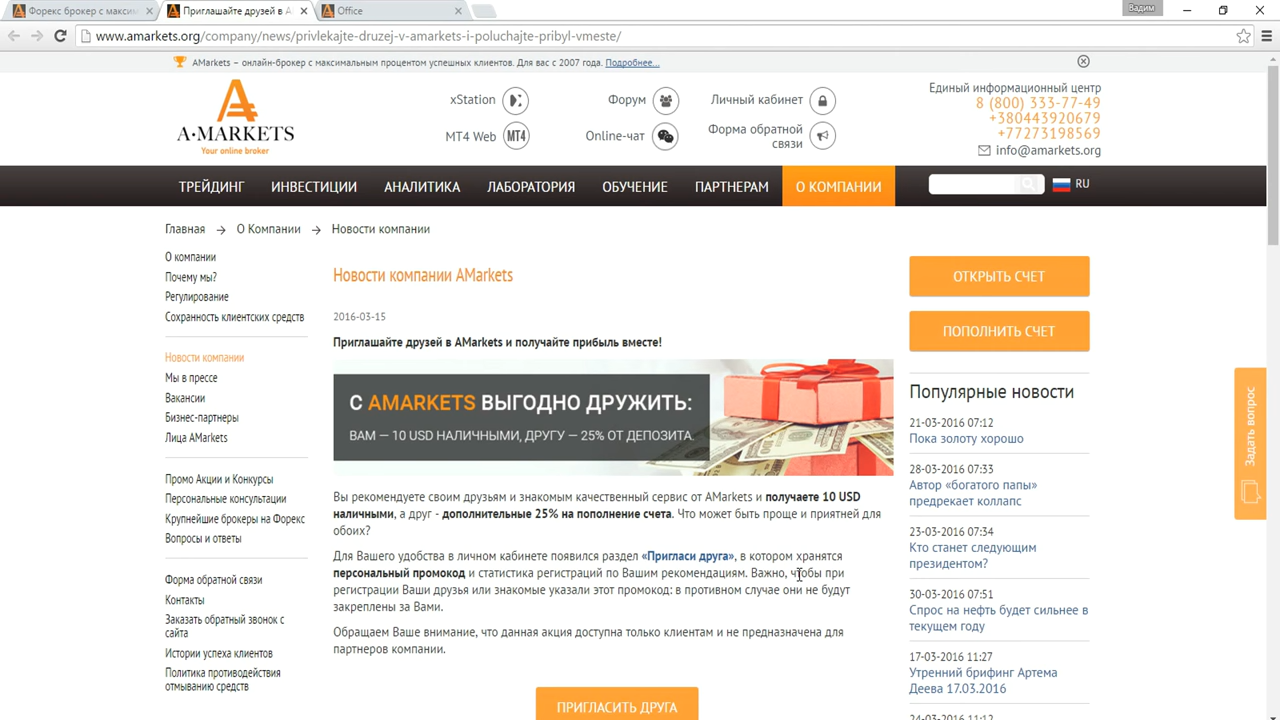 Форекс брокер с максим
Приглашайте друзей в А
Office
Вадим
www.amarkets.org/company/news/privlekajte-druzej-v-amarkets-i-poluchajte-pribyl-vmeste/
AMarkets – онлайн-брокер с максимальным процентом успешных клиентов. Для вас с 2007 года. Подробнее...
A·MARKETS
Your online broker
xStation
Форум
Личный кабинет
MT4 Web
MT4
Online-чат
Форма обратной
связи
Единый информационный центр
8 (800) 333-77-49
+380443920679
+77273198569
info@amarkets.org
ТРЕЙДИНГ
ИНВЕСТИЦИИ
АНАЛИТИКА
ЛАБОРАТОРИЯ
ОБУЧЕНИЕ
ПАРТНЕРАМ
О КОМПАНИИ
RU
Главная
О Компании
Новости компании
О компании
Почему мы?
Регулирование
Сохранность клиентских средств
Новости компании
Мы в прессе
Вакансии
Бизнес-партнеры
Лица AMarkets
Промо Акции и Конкурсы
Персональные консультации
Крупнейшие брокеры на Форекс
Вопросы и ответы
Форма обратной связи
Контакты
Заказать обратный звонок с
сайта
Истории успеха клиентов
Политика противодействия
отмыванию средств
Новости компании AMarkets
2016-03-15
Приглашайте друзей в AMarkets и получайте прибыль вместе!
С AMARKETS ВЫГОДНО ДРУЖИТЬ:
ВАМ — 10 USD НАЛИЧНЫМИ, ДРУГУ — 25% ОТ ДЕПОЗИТА.
Вы рекомендуете своим друзьям и знакомым качественный сервис от AMarkets и получаете 10 USD
наличными, а друг - дополнительные 25% на пополнение счета. Что может быть проще и приятней для
обоих?
Для Вашего удобства в личном кабинете появился раздел «Пригласи друга», в котором хранятся
персональный промокод и статистика регистраций по Вашим рекомендациям. Важно, чтобы при
регистрации Ваши друзья или знакомые указали этот промокод: в противном случае они не будут
закреплены за Вами.
Обращаем Ваше внимание, что данная акция доступна только клиентам и не предназначена для
партнеров компании.
ПРИГЛАСИТЬ ДРУГА
ОТКРЫТЬ СЧЕТ
ПОПОЛНИТЬ СЧЕТ
Популярные новости
21-03-2016 07:12
Пока золоту хорошо
28-03-2016 07:33
Автор «богатого папы»
предрекает коллапс
23-03-2016 07:34
Кто станет следующим
президентом?
30-03-2016 07:51
Спрос на нефть будет сильнее в
текущем году
17-03-2016 11:27
Утренний брифинг Артема
Деева 17.03.2016
24-03-2016 11:11
Задать вопрос